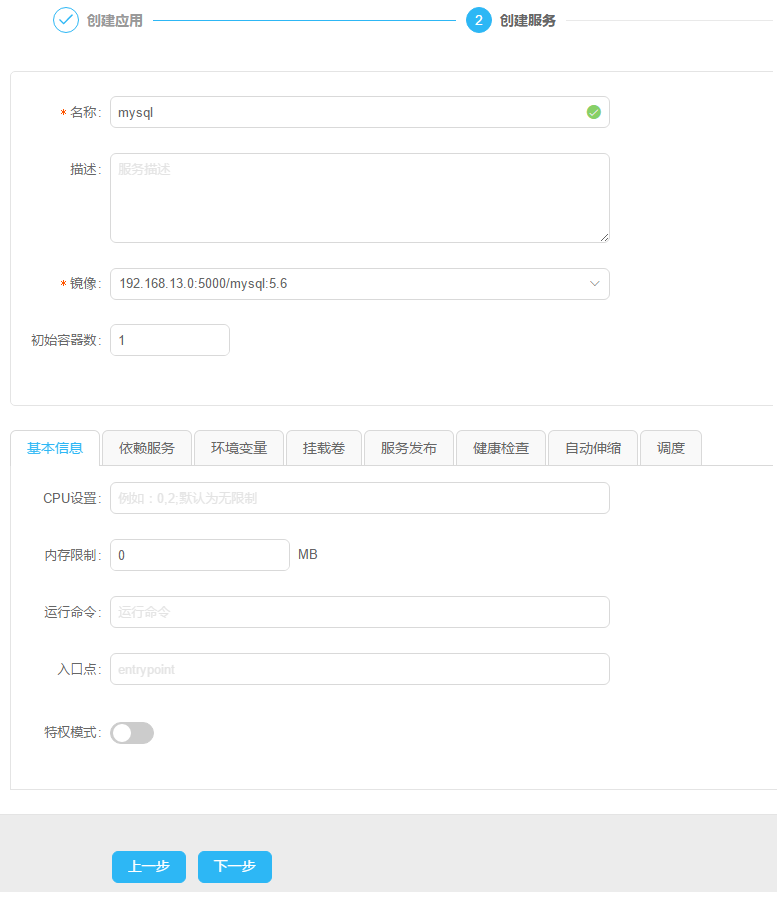 创建应用 2 创建服务
* 名称: mysql
描述: 服务描述
* 镜像: 192.168.13.0:5000/mysql:5.6
初始容器数: 1
基本信息 依赖服务 环境变量 挂载卷 服务发布 健康检查 自动伸缩 调度
CPU设置: 例如：0,2;默认为无限制
内存限制: 0 MB
运行命令: 运行命令
入口点: entrypoint
特权模式:
上一步 下一步